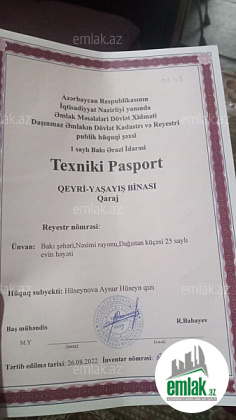 emlak.az
Azərbaycan Respublikasının
İqtisadiyyat Nazirliyi yanında
Əmlak Məsələləri Dövlət Xidməti
Daşınmaz Əmlakın Dövlət Kadastrı və Reyestri
publik hüquqi şəxsi
1 saylı Bakı Ərazi İdarəsi
Texniki Pasport
QEYRİ-YAŞAYIŞ BİNASI
Qaraj
Reyestr nömrəsi:
Ünvan: Bakı şəhəri,Nəsimi rayonu,Dağıstan küçəsi 25 saylı
evin həyəti
Hüquq subyekti: Hüseynova Aynur Hüseyn qızı
Baş mühəndis
R.Babayev
M.Y
Tərtib edilmə tarixi: 26.08.2022
İnventar nömrəsi:
emlak.az